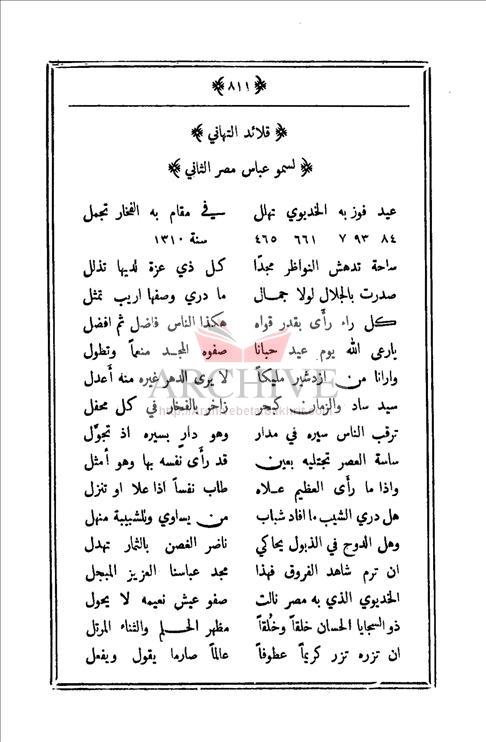 ٨١١
قلائد التهاني
لسمو عباس مصر الثاني
عيد فوز به الخديوي تهلل في مقام به الفخار تجمل
٨٤ ٩٣ ٧ ٦٦١ ٤٦٥ سنة ١٣١٠
ساحة تدهش النواظر مجدًا كل ذي عزة لديها تذلل
صدرت بالجلال لولا جمال ما درى وصفها اريب تمثل
كل راء رأى بقدر قواه هكذا الناس فاضل ثم افضل
يارعى الله يوم عيد حبانا صفوه المجد منعماً وتطول
وارانا من ازدشير مليكاً لا يرى الدهر غيره منه أعدل
سيد ساد والزمان كبحر زاخر بالفخار في كل محفل
ترقب الناس سيره في مدار وهو دارٍ بسيره اذ تجوَّل
ساسة العصر تجتليه بعين قد رأى نفسه بها وهو أمثل
واذا ما رأى العظيم علاه طاب نفساً اذا علا او تنزل
هل درى الشيب ما افاد شباب من يساوي وللشبيبة منهل
وهل الدوح في الذبول يحاكي ناضر الغصن بالثمار تهدل
ان ترم شاهد الفروق فهذا مجد عباسنا العزيز المبجل
الخديوي الذي به مصر نالت صفو عيش نعيمه لا يحول
ذو السجايا الحسان خلقاً وخُلقاً مظهر الحلم والثناء المرتل
ان تزره تزر كريماً عطوفاً عالماً صارما يقول ويفعل
ARCHIVE